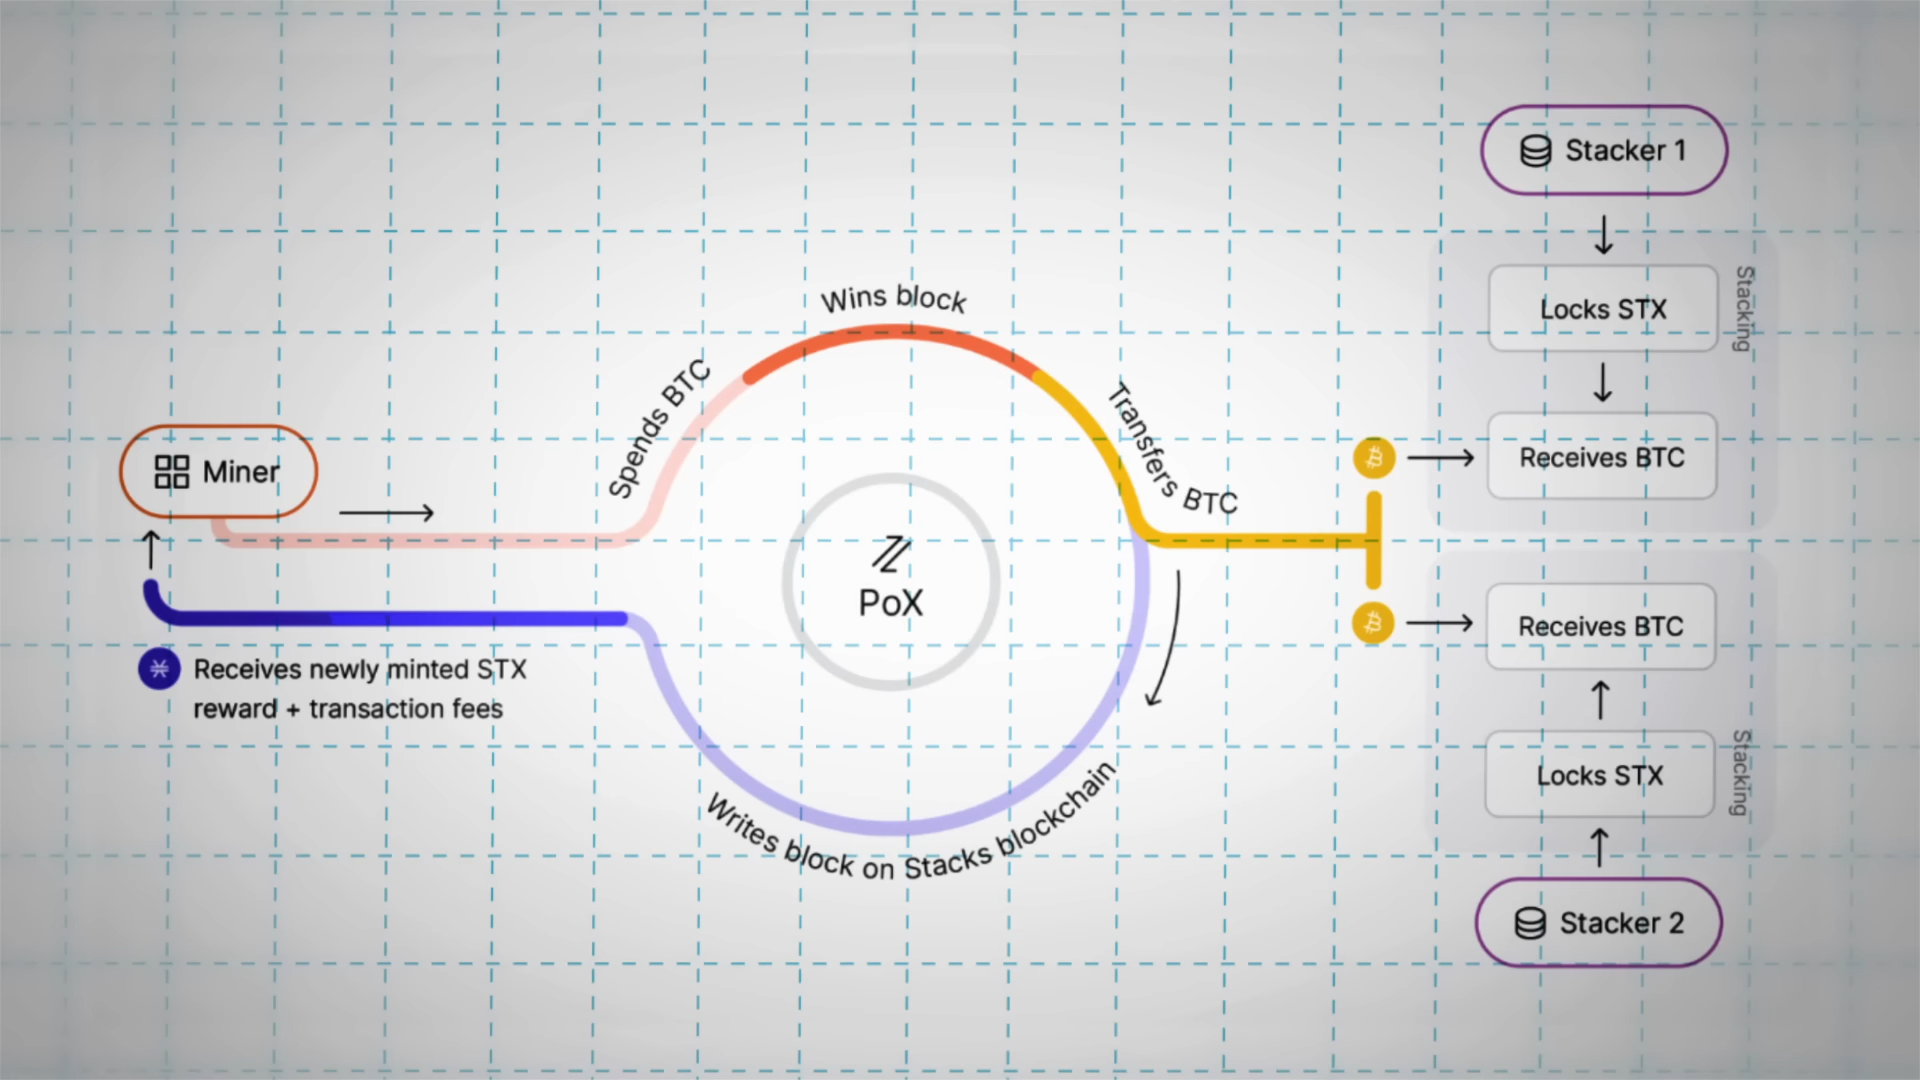 Stacker 1
Locks STX
Stacking
Receives BTC
Wins block
Spends BTC
Transfers BTC
Miner
PoX
Receives newly minted STX
reward + transaction fees
Writes block on Stacks blockchain
Receives BTC
Locks STX
Stacking
Stacker 2